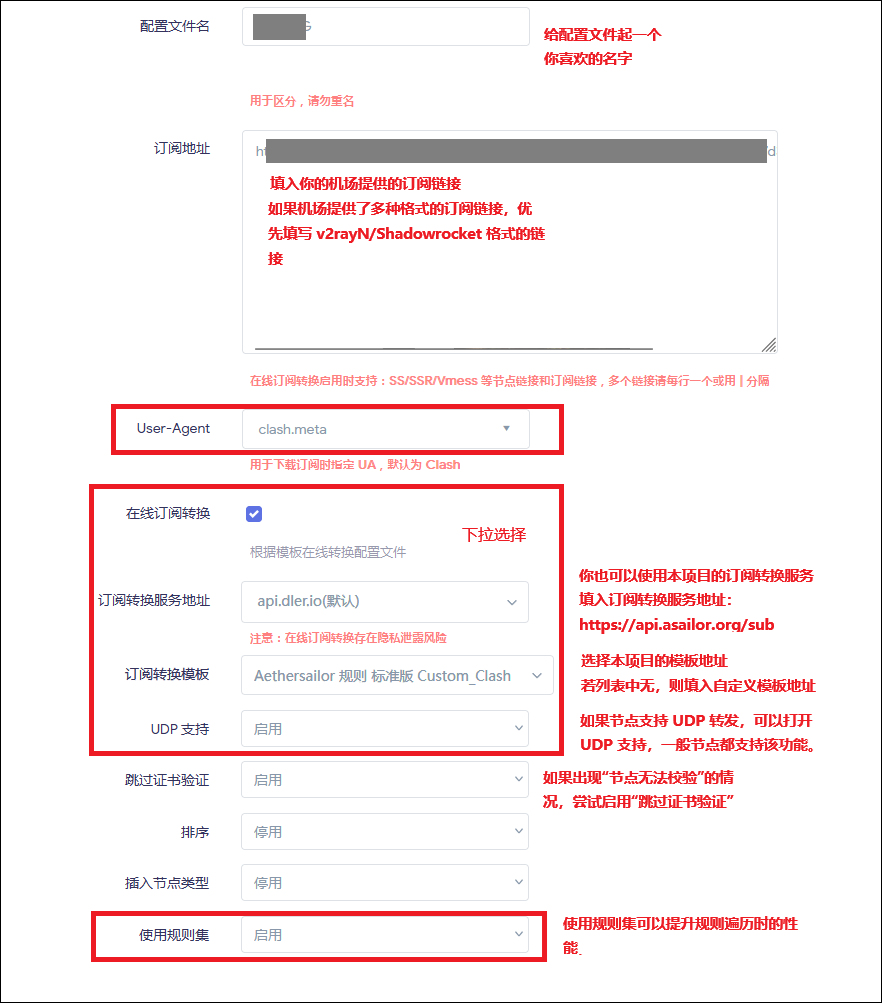 配置文件名
G
给配置文件起一个
你喜欢的名字
用于区分，请勿重名
订阅地址
ht
d
填入你的机场提供的订阅链接
如果机场提供了多种格式的订阅链接，优
先填写 v2rayN/Shadowrocket 格式的链
接
在线订阅转换启用时支持：SS/SSR/Vmess 等节点链接和订阅链接，多个链接请每行一个或用 | 分隔
User-Agent
clash.meta
用于下载订阅时指定 UA，默认为 Clash
在线订阅转换
下拉选择
根据模板在线转换配置文件
订阅转换服务地址
api.dler.io(默认)
你也可以使用本项目的订阅转换服务
填入订阅转换服务地址：
https://api.asailor.org/sub
注意：在线订阅转换存在隐私泄露风险
订阅转换模板
Aethersailor 规则 标准版 Custom_Clash
选择本项目的模板地址
若列表中无，则填入自定义模板地址
UDP 支持
启用
如果节点支持 UDP 转发，可以打开
UDP 支持，一般节点都支持该功能。
跳过证书验证
启用
如果出现“节点无法校验”的情
况，尝试启用“跳过证书验证”
排序
停用
插入节点类型
停用
使用规则集
启用
使用规则集可以提升规则遍历时的性
能.